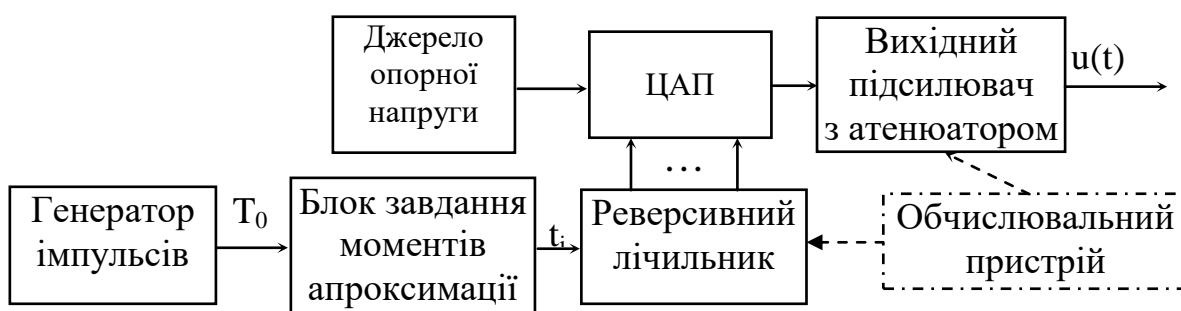 Джерело
опорної
напруги
ЦАП
Вихідний
підсилювач
з атенюатором
u(t)
...
Генератор
імпульсів
T₀
Блок завдання
моментів
апроксимації
tᵢ
Реверсивний
лічильник
Обчислювальний
пристрій